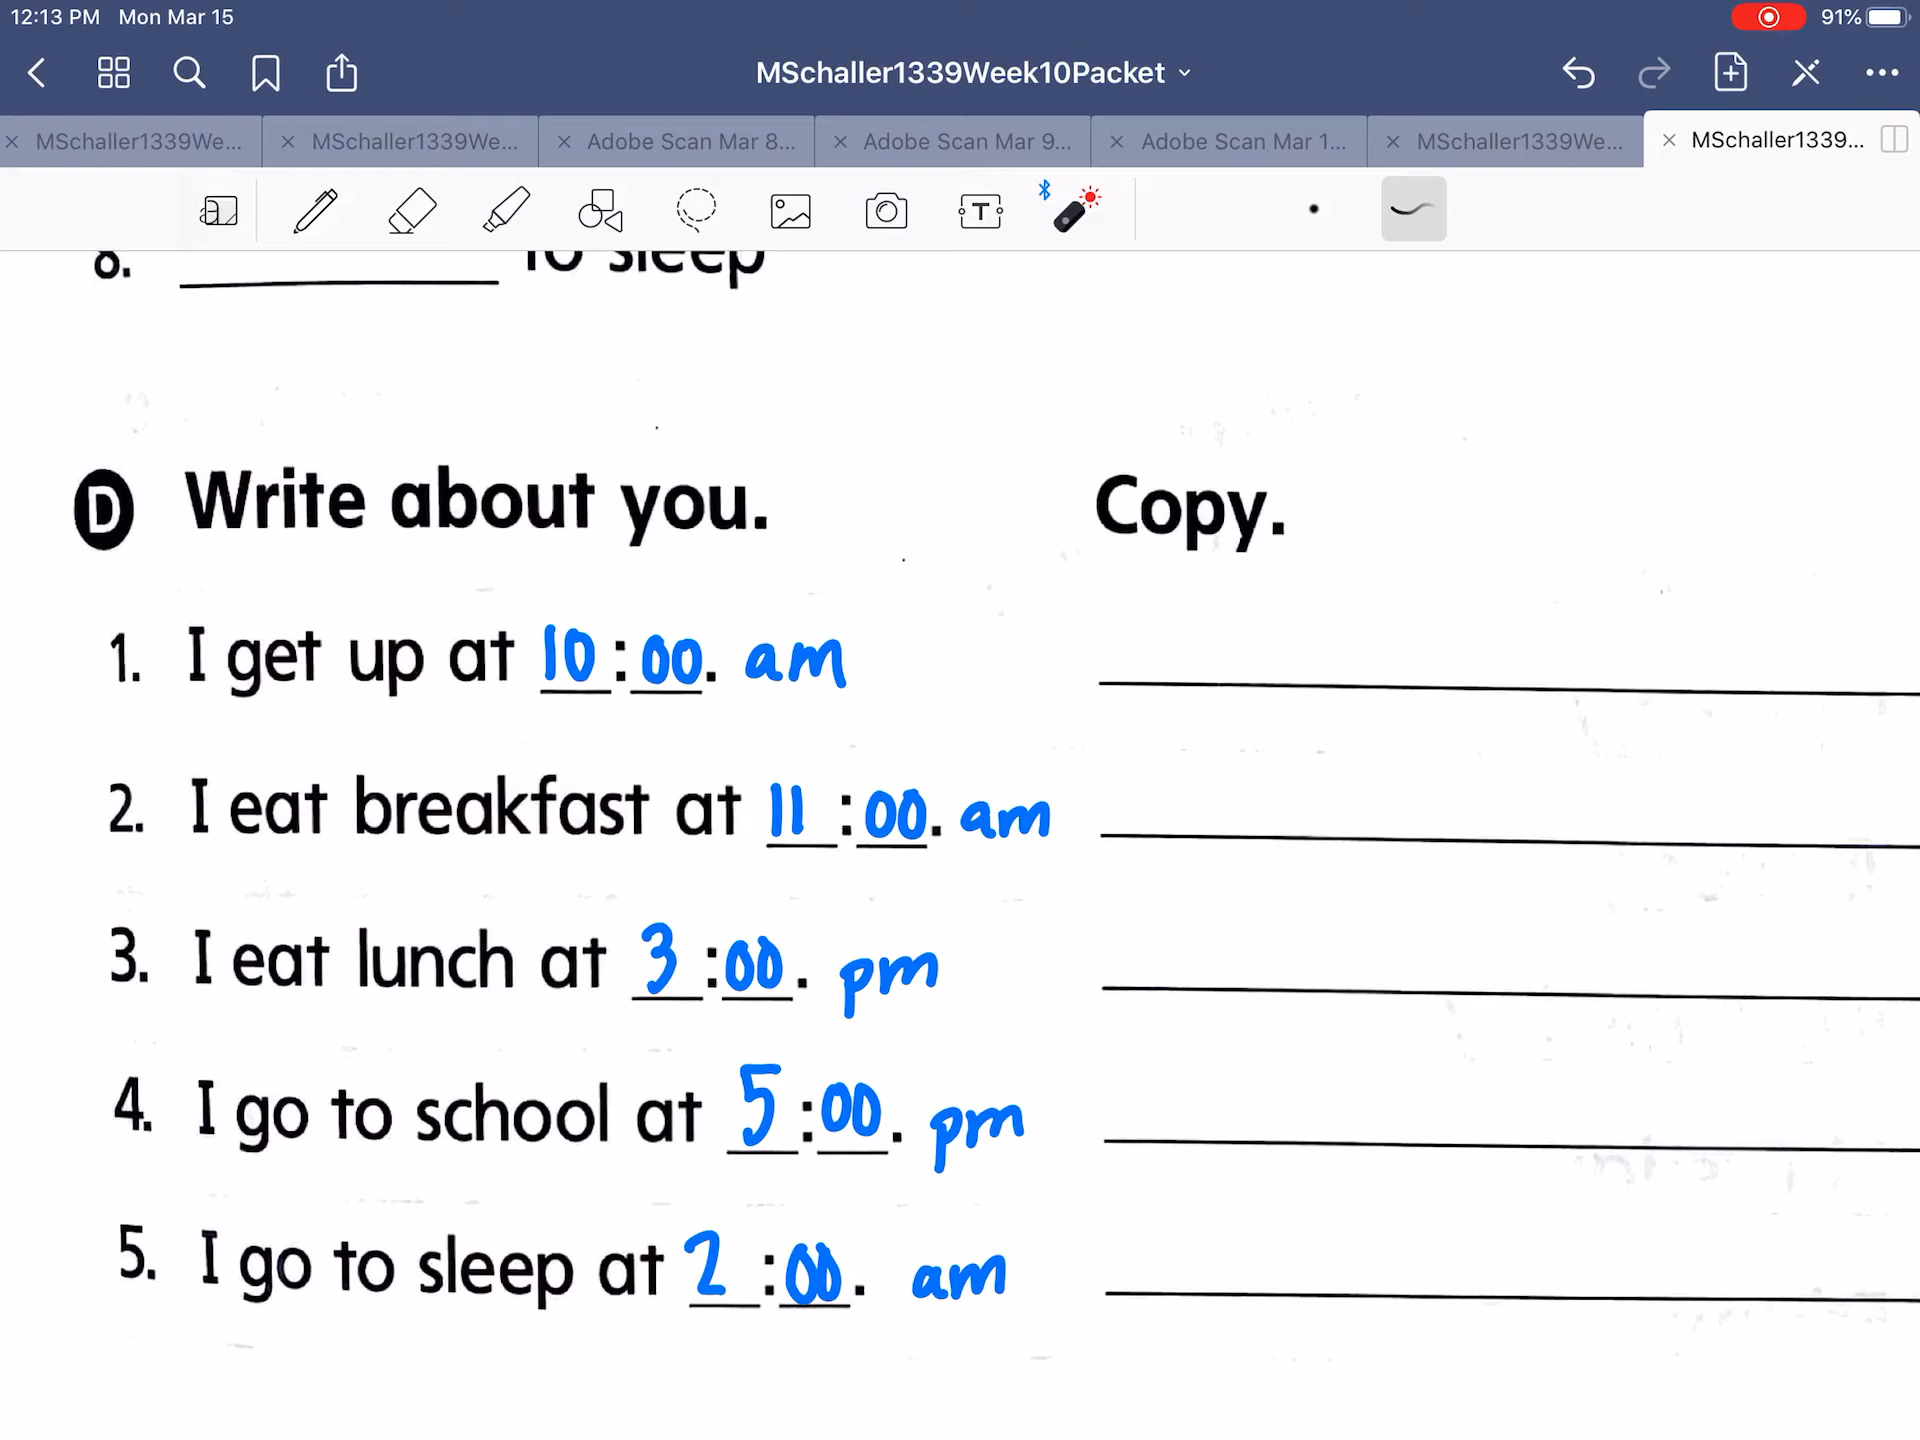 12:13 PM Mon Mar 15 91%
MSchaller1339Week10Packet
MSchaller1339We... MSchaller1339We... Adobe Scan Mar 8... Adobe Scan Mar 9... Adobe Scan Mar 1... MSchaller1339We... MSchaller1339...
8. to sleep
D Write about you. Copy.
1. I get up at 10:00. am
2. I eat breakfast at 11:00. am
3. I eat lunch at 3:00. pm
4. I go to school at 5:00. pm
5. I go to sleep at 2:00. am